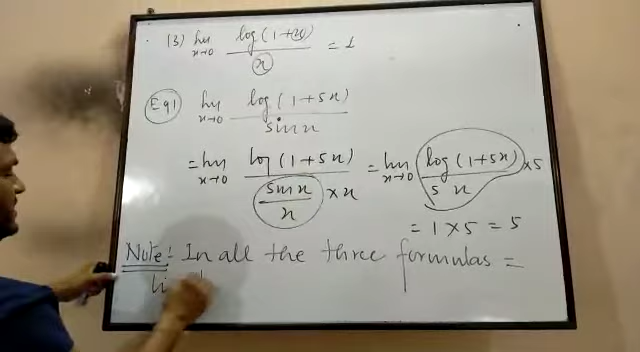 (3) lim x→0 log(1+x) / x = 1
Eg1 lim x→0 log(1+5x) / sin x
= lim x→0 log(1+5x) / (sin x / x × x) = lim x→0 log(1+5x) / 5x × 5
= 1 × 5 = 5
Note: In all the three formulas =